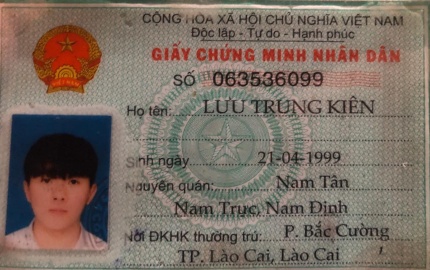 CỘNG HÒA XÃ HỘI CHỦ NGHĨA VIỆT NAM
Độc lập - Tự do - Hạnh phúc
GIẤY CHỨNG MINH NHÂN DÂN
SỐ 063536099
Họ tên: LƯU TRUNG KIÊN
Sinh ngày 21-04-1999
Nguyên quán: Nam Tân
Nam Trực, Nam Định
Nơi ĐKHK thường trú: P. Bắc Cường
TP. Lào Cai, Lào Cai